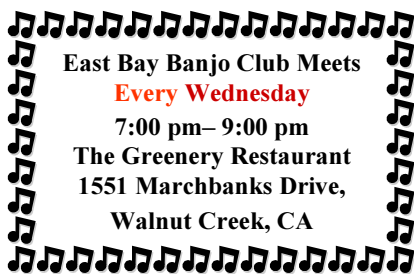 East Bay Banjo Club Meets
Every Wednesday
7:00 pm– 9:00 pm
The Greenery Restaurant
1551 Marchbanks Drive,
Walnut Creek, CA